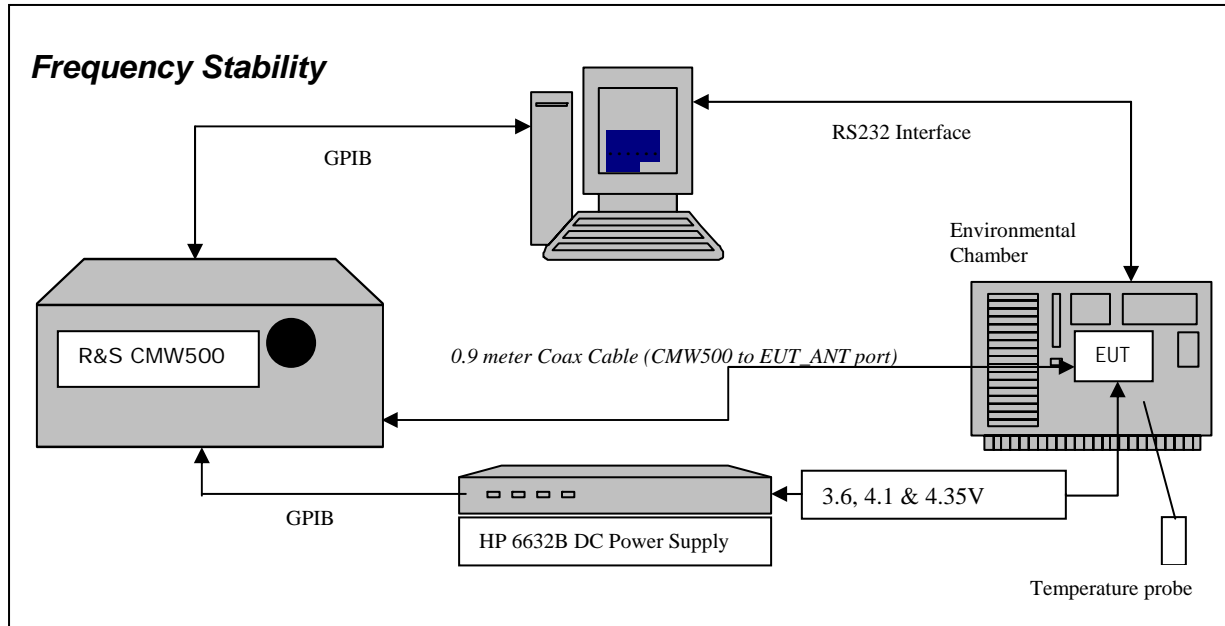 Frequency Stability
GPIB
RS232 Interface
Environmental
Chamber
R&S CMW500
0.9 meter Coax Cable (CMW500 to EUT_ANT port)
EUT
GPIB
3.6, 4.1 & 4.35V
HP 6632B DC Power Supply
Temperature probe